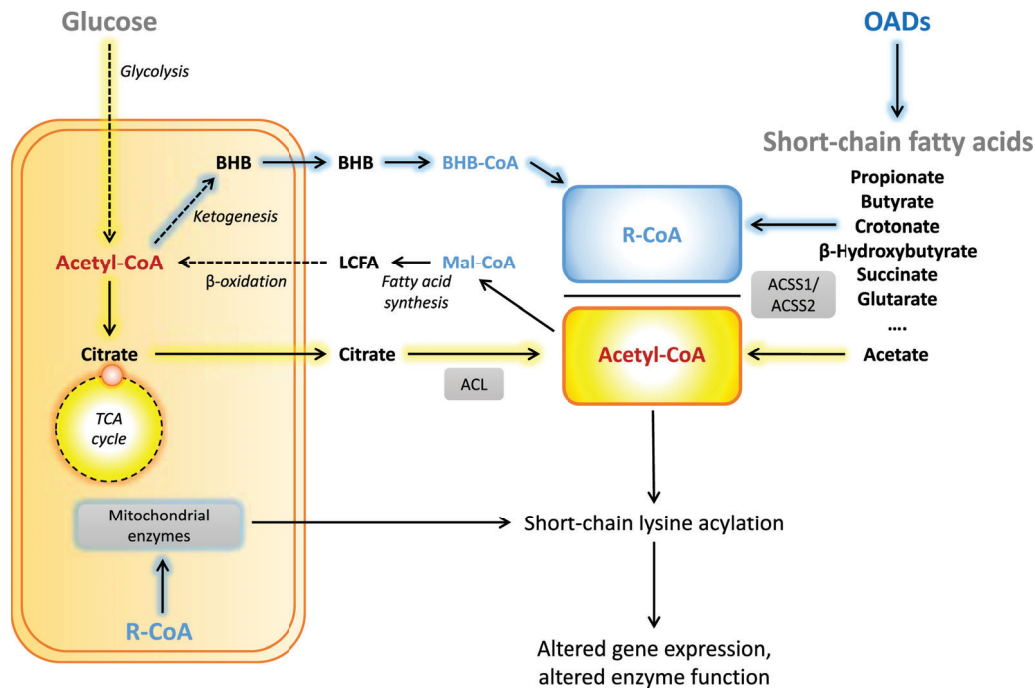 Glucose
OADs
Glycolysis
Short-chain fatty acids
BHB
BHB
BHB-CoA
Propionate
Butyrate
Crotonate
β-Hydroxybutyrate
Succinate
Glutarate
....
Acetate
Ketogenesis
R-CoA
Acetyl-CoA
β-oxidation
LCFA
Fatty acid
synthesis
Mal-CoA
ACSS1/
ACSS2
Citrate
Citrate
ACL
Acetyl-CoA
TCA
cycle
Mitochondrial
enzymes
Short-chain lysine acylation
R-CoA
Altered gene expression,
altered enzyme function